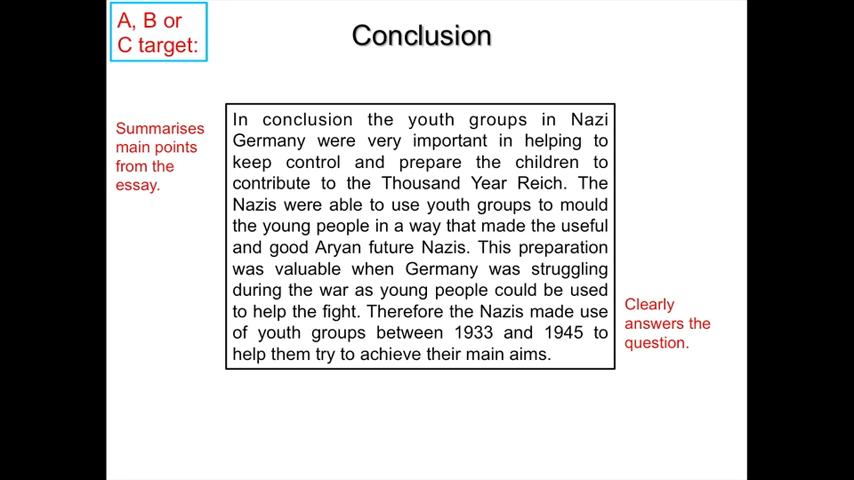 A, B or
C target:
Conclusion
Summarises
main points
from the
essay.
In conclusion the youth groups in Nazi
Germany were very important in helping to
keep control and prepare the children to
contribute to the Thousand Year Reich. The
Nazis were able to use youth groups to mould
the young people in a way that made the useful
and good Aryan future Nazis. This preparation
was valuable when Germany was struggling
during the war as young people could be used
to help the fight. Therefore the Nazis made use
of youth groups between 1933 and 1945 to
help them try to achieve their main aims.
Clearly
answers the
question.